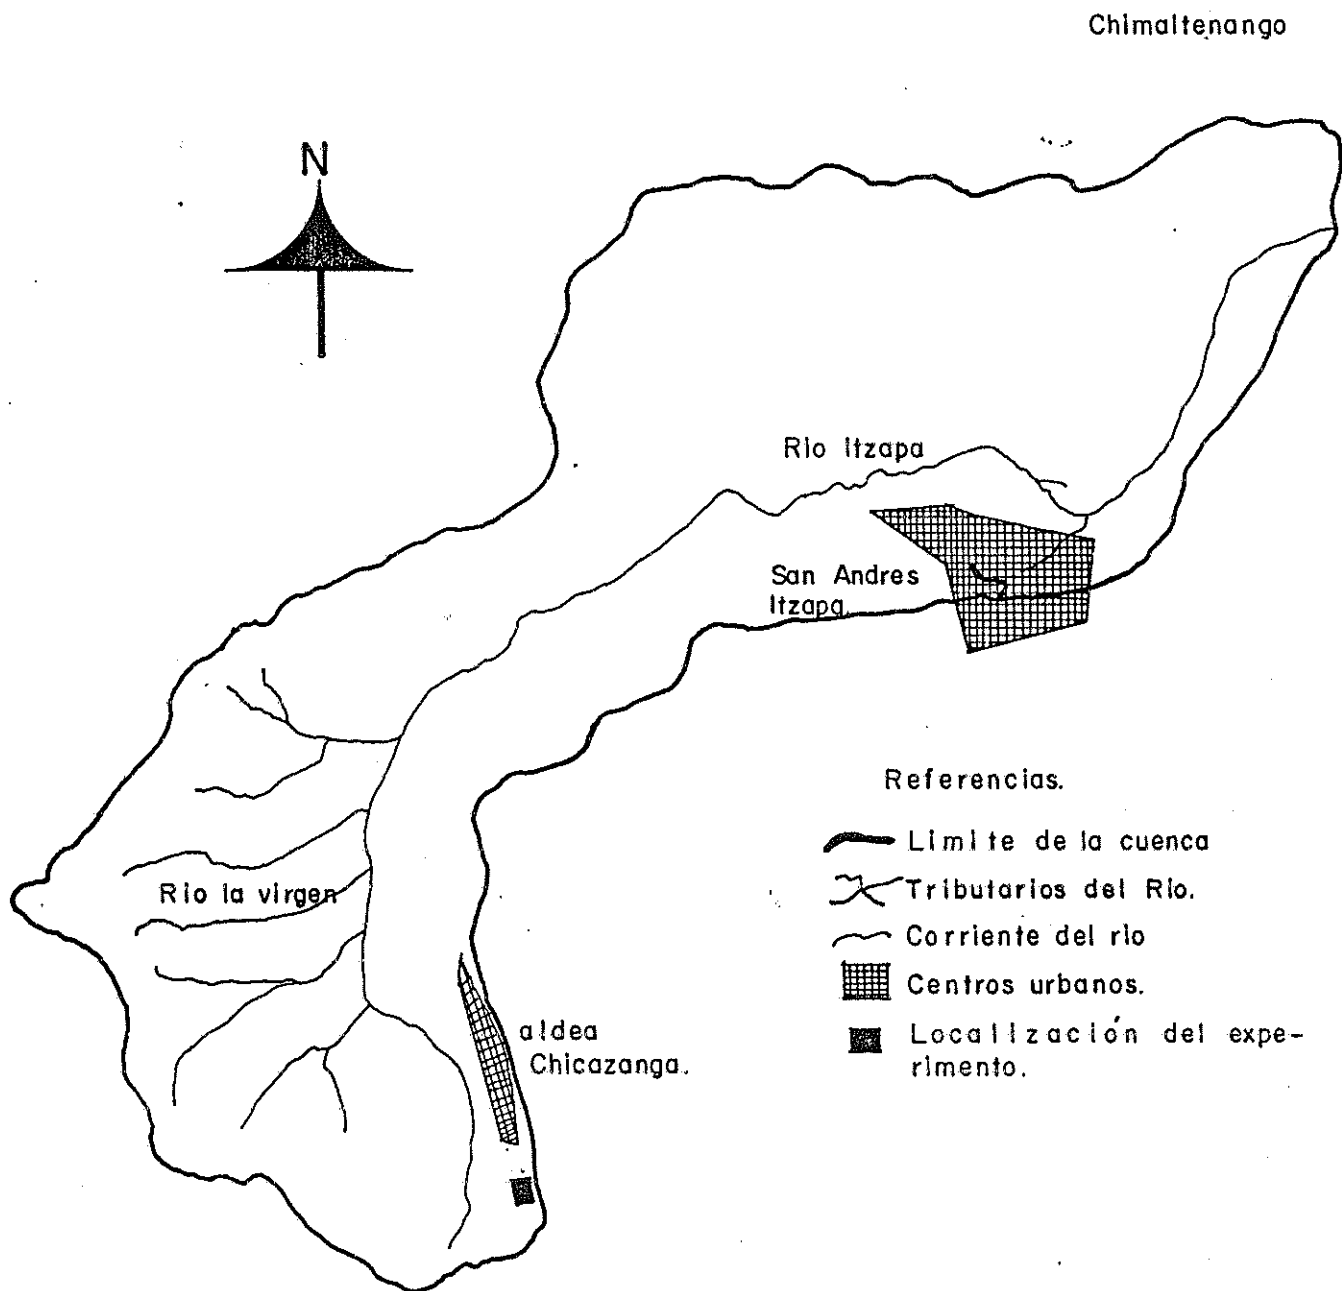 Chimaltenango
N
Rio Itzapa
San Andres
Itzapa.
Referencias.
Limite de la cuenca
Rio la virgen
Tributarios del Rio.
Corriente del rio
Centros urbanos.
aldea
Chicazanga.
Localización del expe-
rimento.